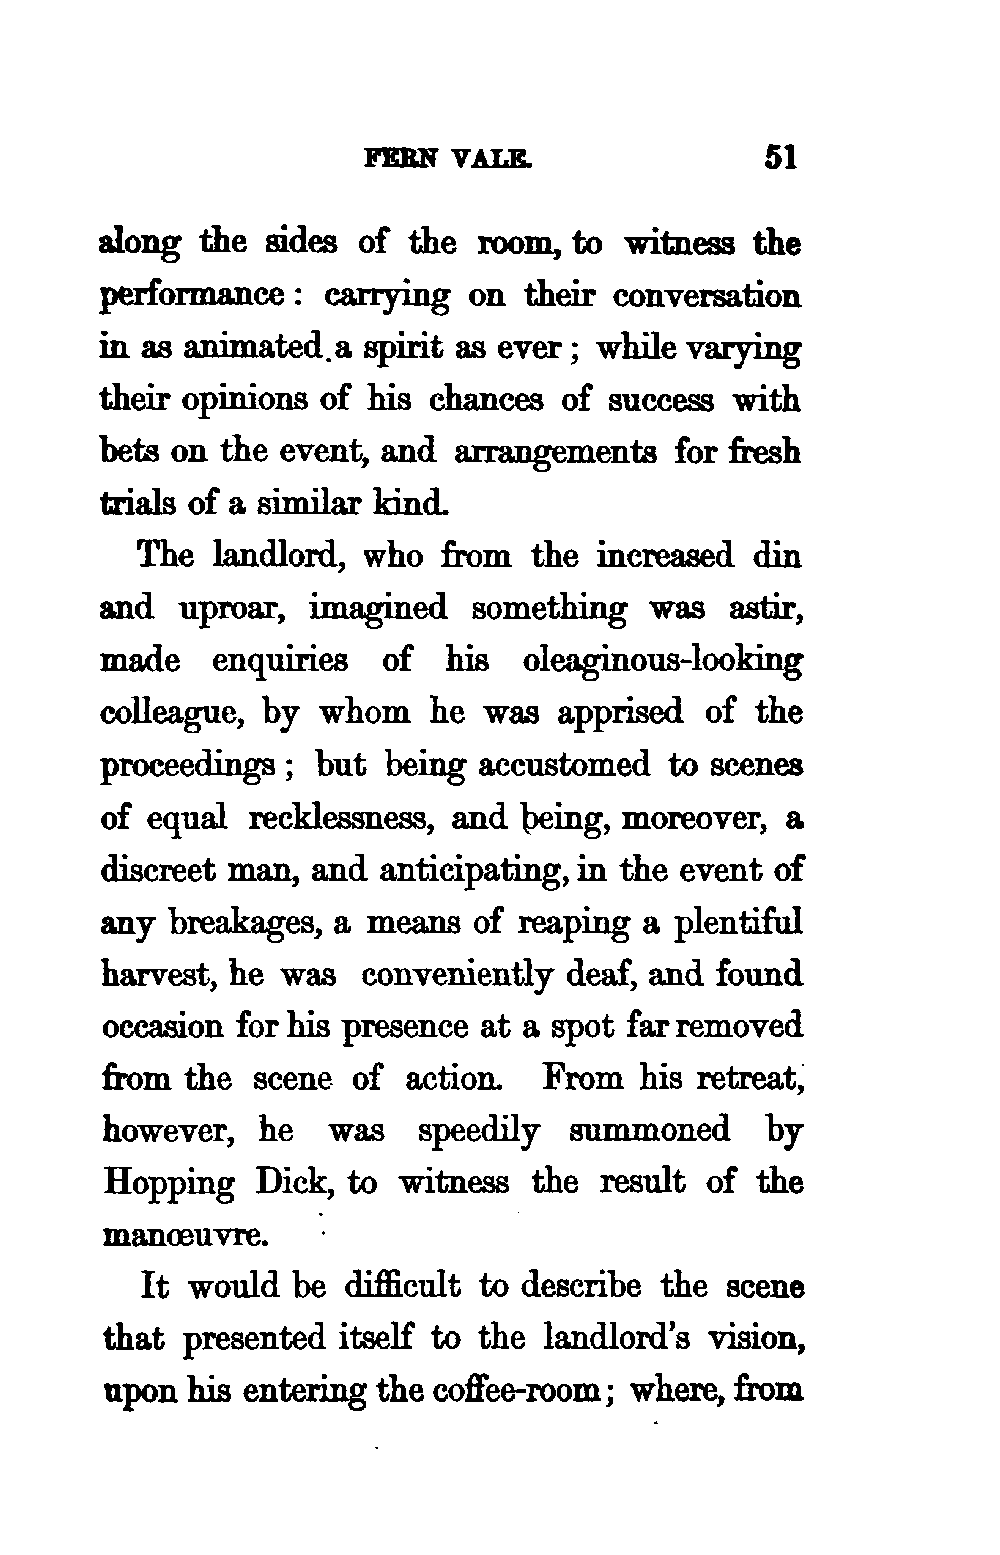 FERN VALE. 51
along the sides of the room, to witness the
performance : carrying on their conversation
in as animated a spirit as ever ; while varying
their opinions of his chances of success with
bets on the event, and arrangements for fresh
trials of a similar kind.
The landlord, who from the increased din
and uproar, imagined something was astir,
made enquiries of his oleaginous-looking
colleague, by whom he was apprised of the
proceedings ; but being accustomed to scenes
of equal recklessness, and being, moreover, a
discreet man, and anticipating, in the event of
any breakages, a means of reaping a plentiful
harvest, he was conveniently deaf, and found
occasion for his presence at a spot far removed
from the scene of action. From his retreat,
however, he was speedily summoned by
Hopping Dick, to witness the result of the
manœuvre.
It would be difficult to describe the scene
that presented itself to the landlord's vision,
upon his entering the coffee-room ; where, from